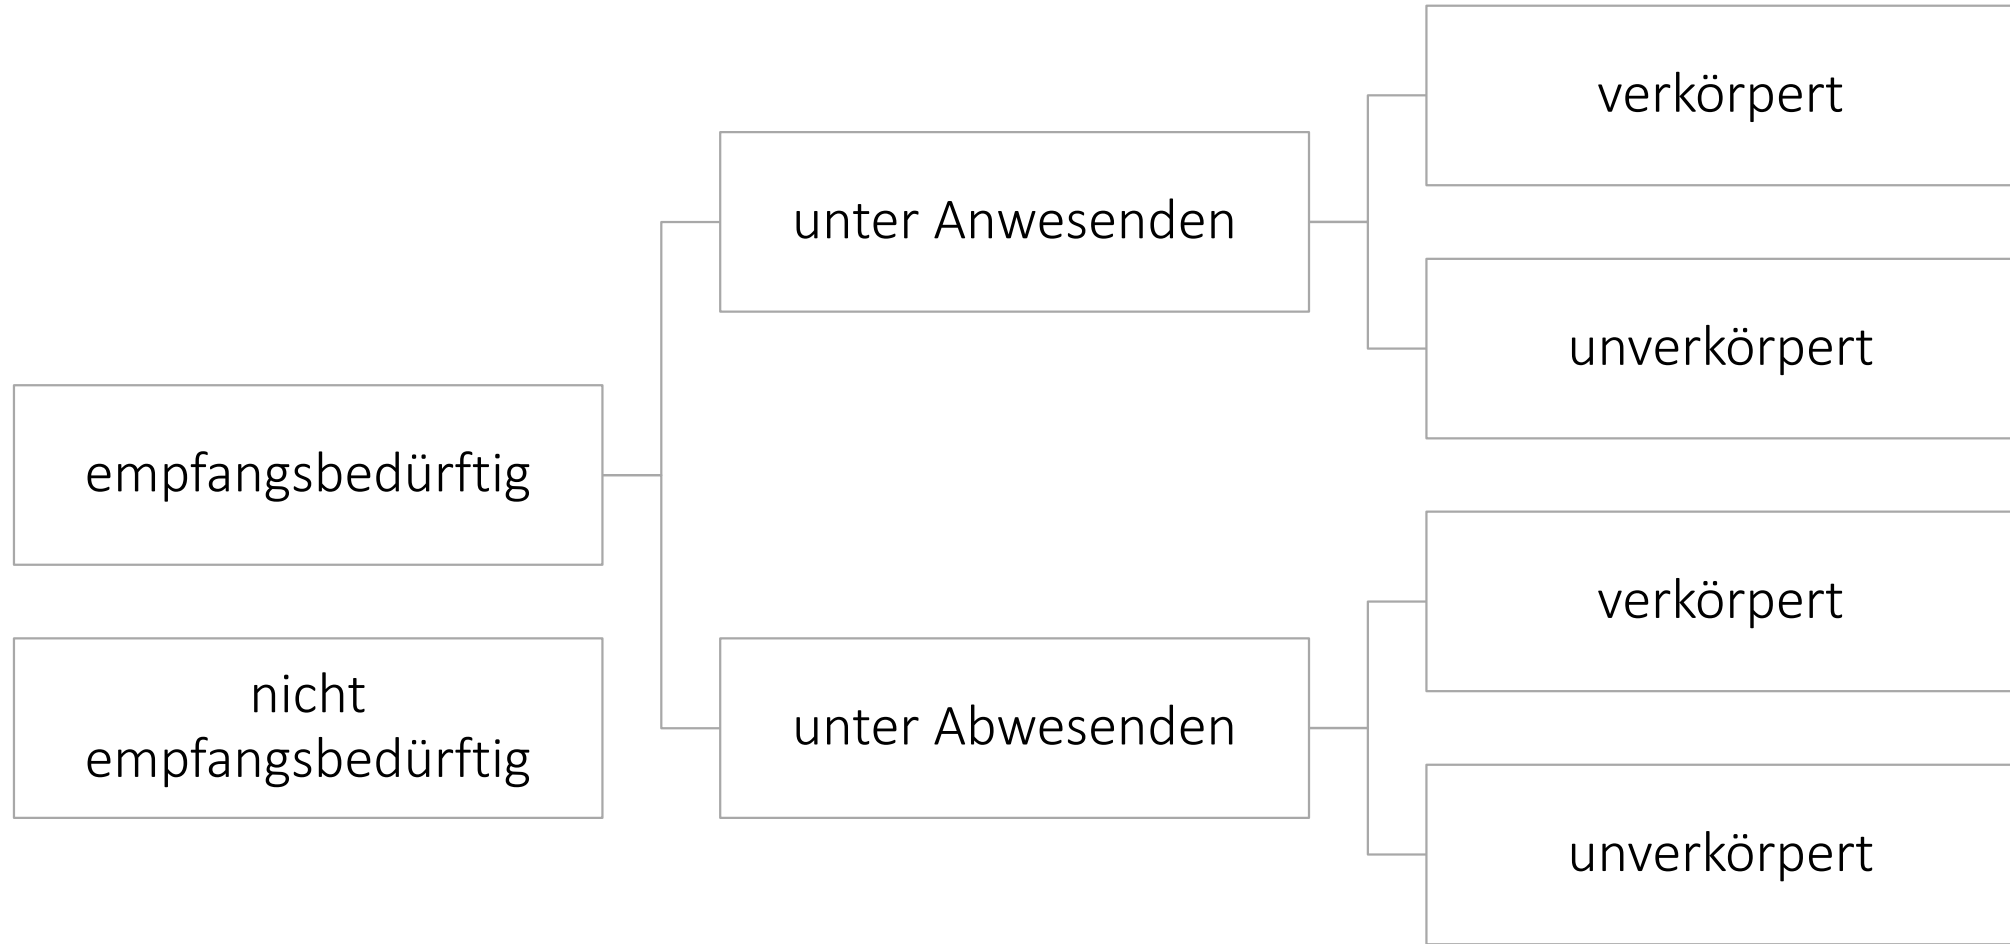 verkörpert
unter Anwesenden
unverkörpert
empfangsbedürftig
verkörpert
nicht
empfangsbedürftig
unter Abwesenden
unverkörpert